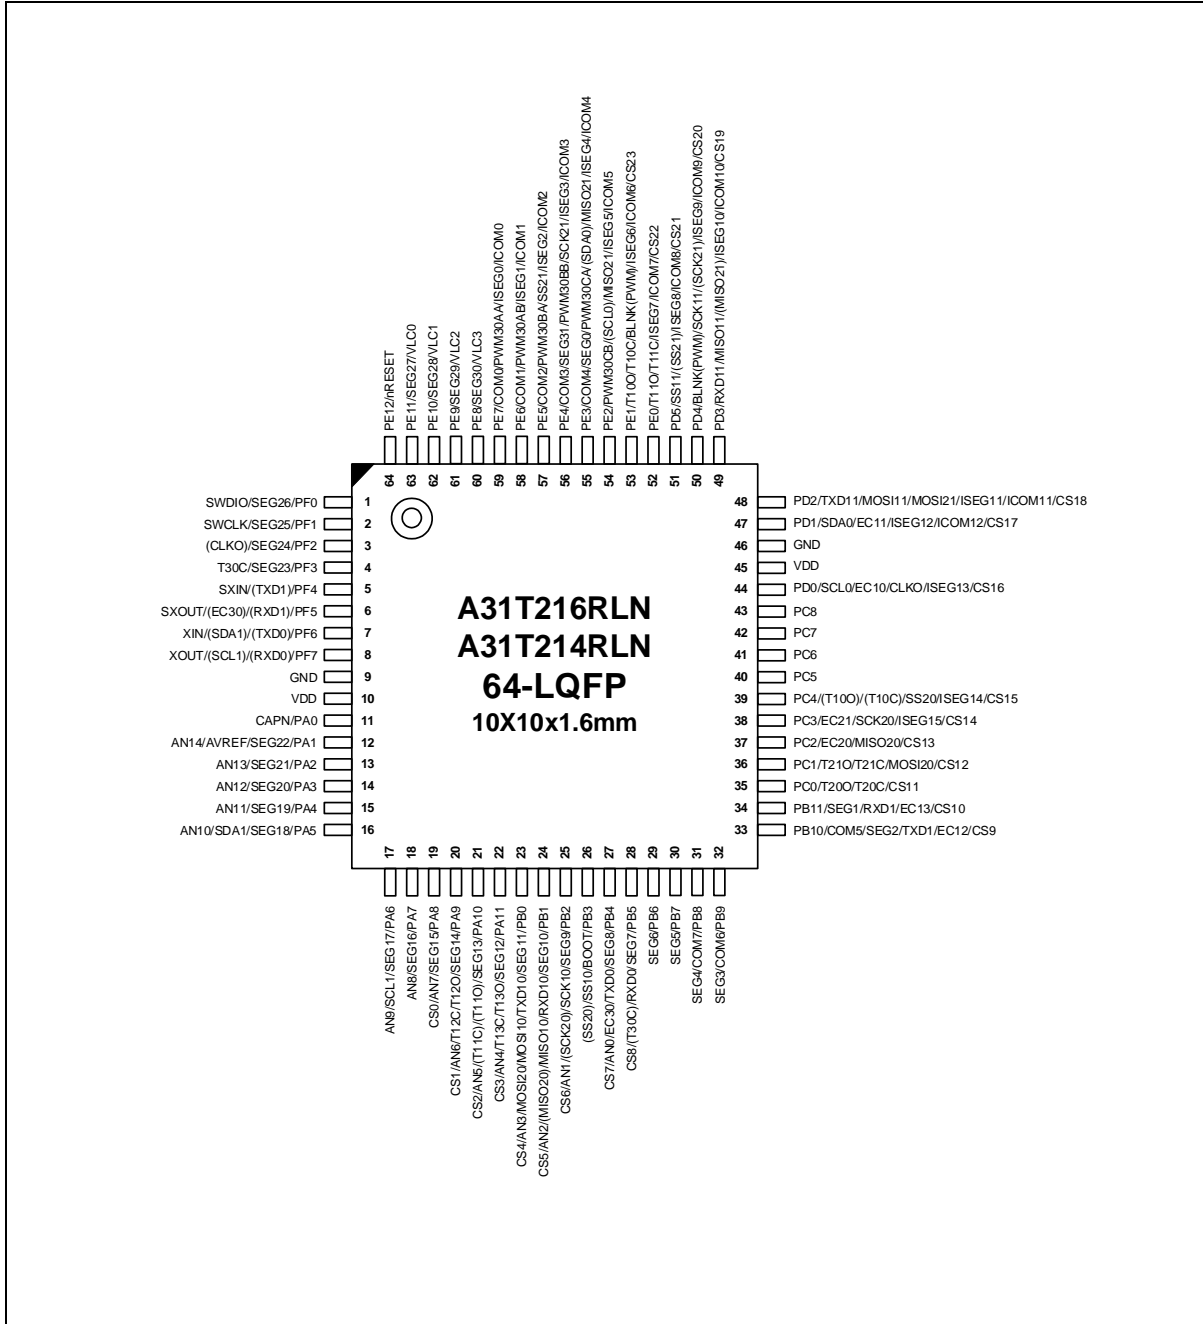 PE12/nRESET
PE11/SEG27/VLC0
PE10/SEG28/VLC1
PE9/SEG29/VLC2
PE8/SEG30/VLC3
PE7/COM0/PWM30AA/ISEG0/ICOM0
PE6/COM1/PWM30AB/ISEG1/ICOM1
PE5/COM2/PWM30BA/SS21/ISEG2/ICOM2
PE4/COM3/SEG31/PWM30BB/SCK21/ISEG3/ICOM3
PE3/COM4/SEG0/PWM30CA/(SDA0)/MISO21/ISEG4/ICOM4
PE2/PWM30CB/(SCL0)/MISO21/ISEG5/ICOM5
PE1/T10O/T10C/BLNK(PWM)/ISEG6/ICOM6/CS23
PE0/T11O/T11C/ISEG7/ICOM7/CS22
PD5/SS11/(SS21)/ISEG8/ICOM8/CS21
PD4/BLNK(PWM)/SCK11/(SCK21)/ISEG9/ICOM9/CS20
PD3/RXD11/MISO11/(MISO21)/ISEG10/ICOM10/CS19
64 63 62 61 60 59 58 57 56 55 54 53 52 51 50 49
SWDIO/SEG26/PF0 1
SWCLK/SEG25/PF1 2
(CLKO)/SEG24/PF2 3
T30C/SEG23/PF3 4
SXIN/(TXD1)/PF4 5
SXOUT/(EC30)/(RXD1)/PF5 6
XIN/(SDA1)/(TXD0)/PF6 7
XOUT/(SCL1)/(RXD0)/PF7 8
GND 9
VDD 10
CAPN/PA0 11
AN14/AVREF/SEG22/PA1 12
AN13/SEG21/PA2 13
AN12/SEG20/PA3 14
AN11/SEG19/PA4 15
AN10/SDA1/SEG18/PA5 16
A31T216RLN
A31T214RLN
64-LQFP
10X10x1.6mm
48 PD2/TXD11/MOSI11/MOSI21/ISEG11/ICOM11/CS18
47 PD1/SDA0/EC11/ISEG12/ICOM12/CS17
46 GND
45 VDD
44 PD0/SCL0/EC10/CLKO/ISEG13/CS16
43 PC8
42 PC7
41 PC6
40 PC5
39 PC4/(T10O)/(T10C)/SS20/ISEG14/CS15
38 PC3/EC21/SCK20/ISEG15/CS14
37 PC2/EC20/MISO20/CS13
36 PC1/T21O/T21C/MOSI20/CS12
35 PC0/T20O/T20C/CS11
34 PB11/SEG1/RXD1/EC13/CS10
33 PB10/COM5/SEG2/TXD1/EC12/CS9
17 18 19 20 21 22 23 24 25 26 27 28 29 30 31 32
AN9/SCL1/SEG17/PA6
AN8/SEG16/PA7
CS0/AN7/SEG15/PA8
CS1/AN6/T12C/T12O/SEG14/PA9
CS2/AN5/(T11C)/(T11O)/SEG13/PA10
CS3/AN4/T13C/T13O/SEG12/PA11
CS4/AN3/MOSI20/MOSI10/TXD10/SEG11/PB0
CS5/AN2/(MISO20)/MISO10/RXD10/SEG10/PB1
CS6/AN1/(SCK20)/SCK10/SEG9/PB2
(SS20)/SS10/BOOT/PB3
CS7/AN0/EC30/TXD0/SEG8/PB4
CS8/(T30C)/RXD0/SEG7/PB5
SEG6/PB6
SEG5/PB7
SEG4/COM7/PB8
SEG3/COM6/PB9